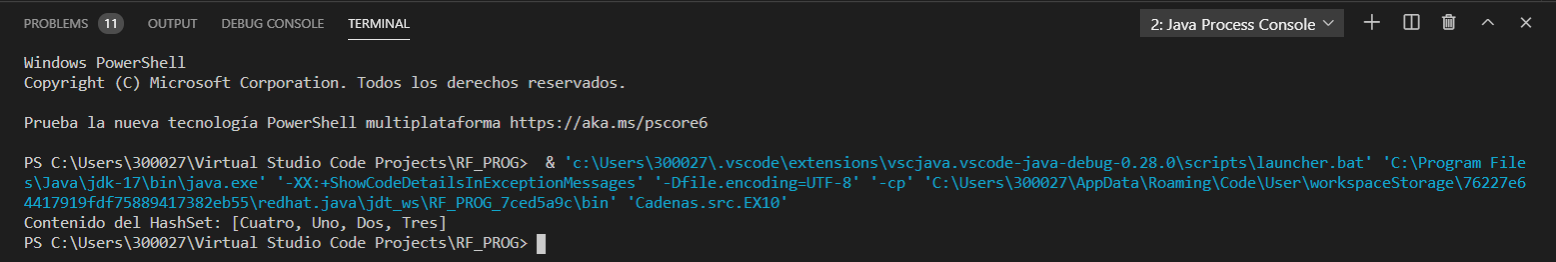 PROBLEMS 11 OUTPUT DEBUG CONSOLE TERMINAL 2: Java Process Console
Windows PowerShell
Copyright (C) Microsoft Corporation. Todos los derechos reservados.
Prueba la nueva tecnología PowerShell multiplataforma https://aka.ms/pscore6
PS C:\Users\300027\Virtual Studio Code Projects\RF_PROG>  & 'c:\Users\300027\.vscode\extensions\vscjava.vscode-java-debug-0.28.0\scripts\launcher.bat' 'C:\Program File
s\Java\jdk-17\bin\java.exe' '-XX:+ShowCodeDetailsInExceptionMessages' '-Dfile.encoding=UTF-8' '-cp' 'C:\Users\300027\AppData\Roaming\Code\User\workspaceStorage\76227e6
4417919fdf75889417382eb55\redhat.java\jdt_ws\RF_PROG_7ced5a9c\bin' 'Cadenas.src.EX10'
Contenido del HashSet: [Cuatro, Uno, Dos, Tres]
PS C:\Users\300027\Virtual Studio Code Projects\RF_PROG>